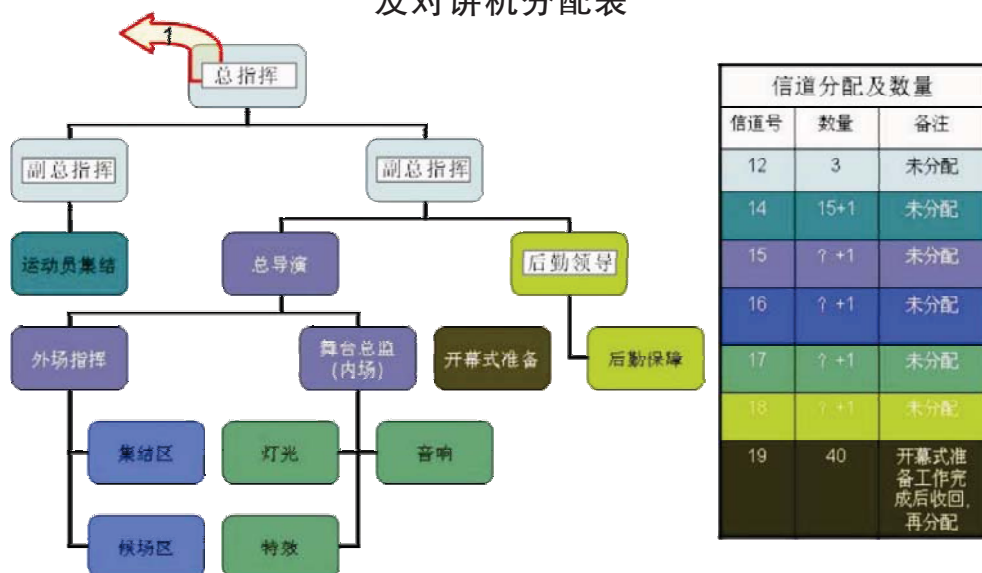 及对讲机分配表
1
总指挥
副总指挥
副总指挥
运动员集结
总导演
后勤领导
外场指挥
舞台总监
(内场)
开幕式准备
后勤保障
集结区
灯光
音响
候场区
特效
信道分配及数量
信道号 数量 备注
12 3 未分配
14 15+1 未分配
15 ? +1 未分配
16 ? +1 未分配
17 ? +1 未分配
18 ? +1 未分配
19 40 开幕式准
备工作完
成后收回,
再分配